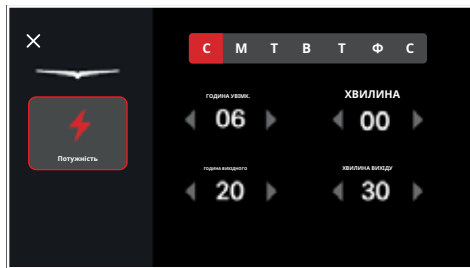 С М Т В Т Ф С
ГОДИНА УВІМК.
ХВИЛИНА
06
00
Потужність
ГОДИНА ВИХІДНОГО
ХВИЛИНА ВИХІДУ
20
30